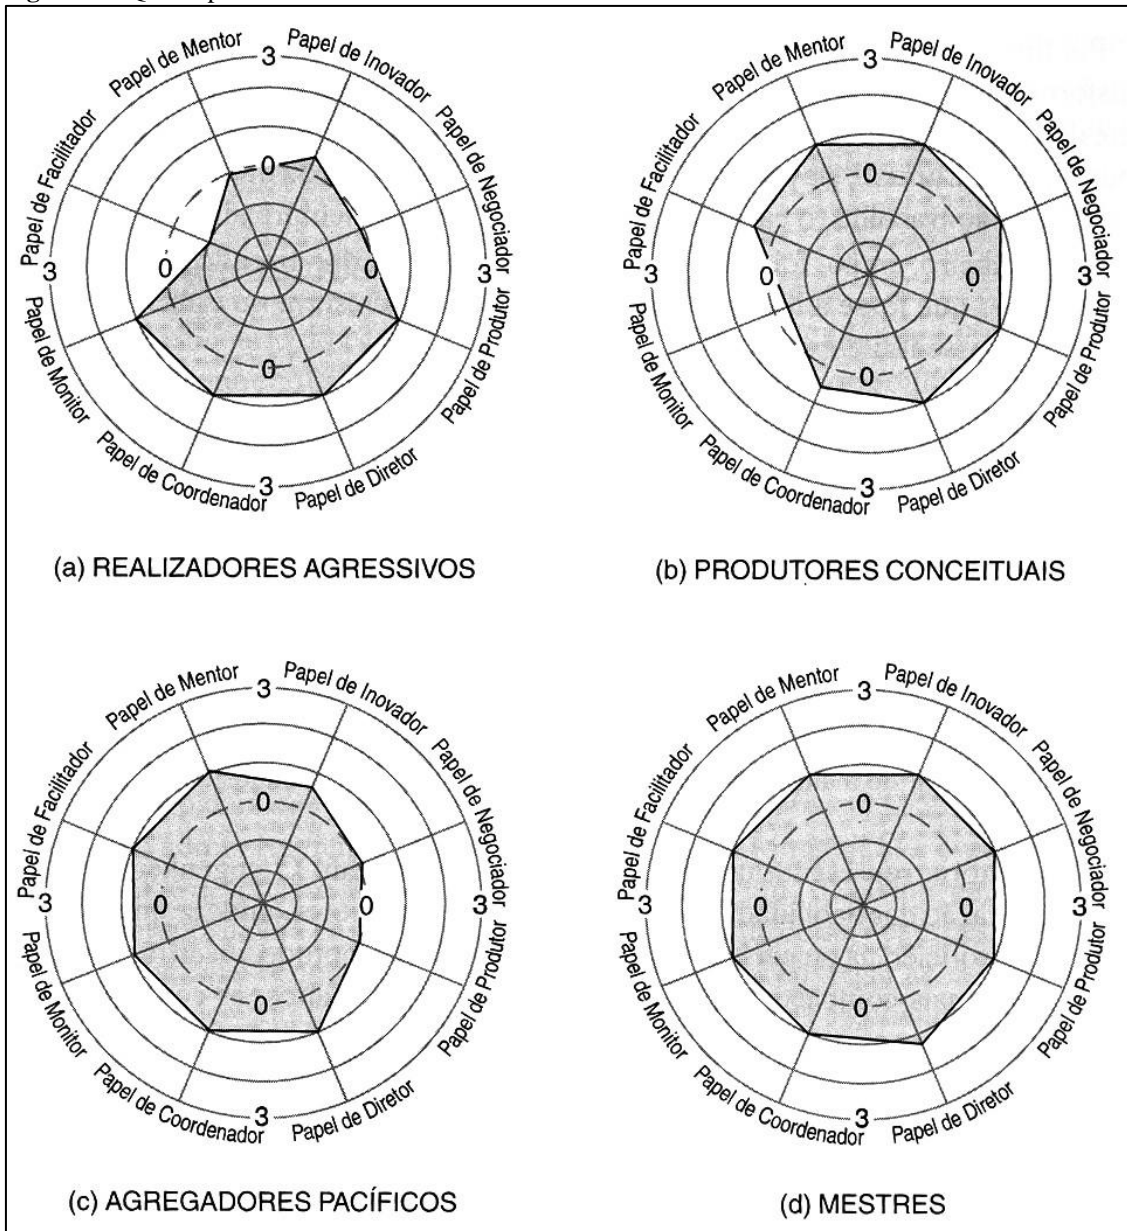 Papel de Mentor
3
Papel de Inovador
Papel de Facilitador
Papel de Negociador
0
3
0
0
3
0
Papel de Monitor
Papel de Produtor
Papel de Coordenador
3
Papel de Diretor
(a) REALIZADORES AGRESSIVOS
Papel de Mentor
3
Papel de Inovador
Papel de Facilitador
Papel de Negociador
0
3
0
0
3
0
Papel de Monitor
Papel de Produtor
Papel de Coordenador
3
Papel de Diretor
(b) PRODUTORES CONCEITUAIS
Papel de Mentor
3
Papel de Inovador
Papel de Facilitador
Papel de Negociador
0
3
0
0
3
0
Papel de Monitor
Papel de Produtor
Papel de Coordenador
3
Papel de Diretor
(c) AGREGADORES PACÍFICOS
Papel de Mentor
3
Papel de Inovador
Papel de Facilitador
Papel de Negociador
0
3
0
0
3
0
Papel de Monitor
Papel de Produtor
Papel de Coordenador
3
Papel de Diretor
(d) MESTRES